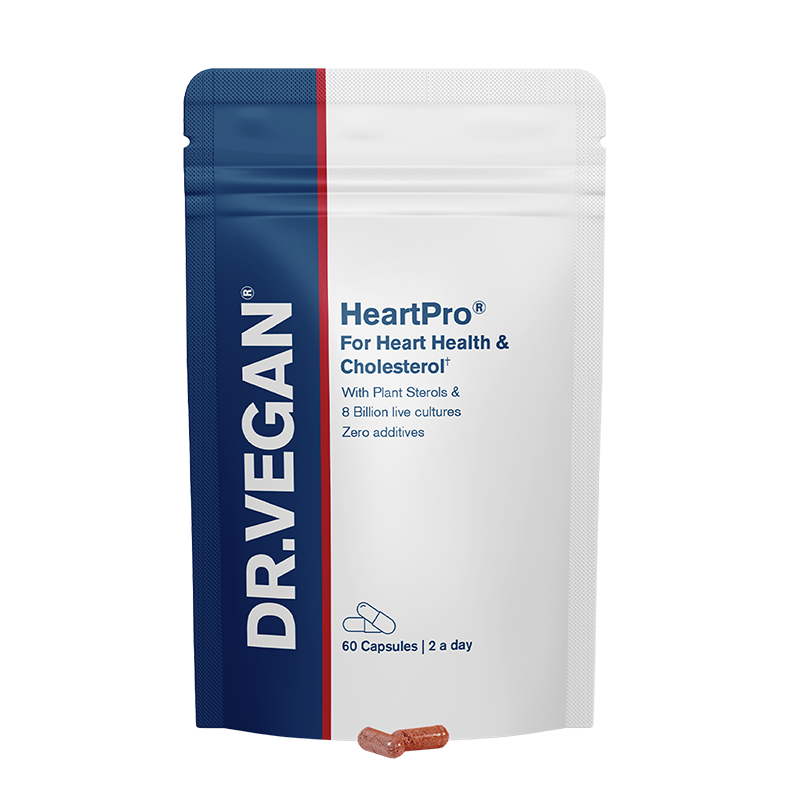 DR.VEGAN®
HeartPro®
For Heart Health &
Cholesterol†
With Plant Sterols &
8 Billion live cultures
Zero additives
60 Capsules | 2 a day